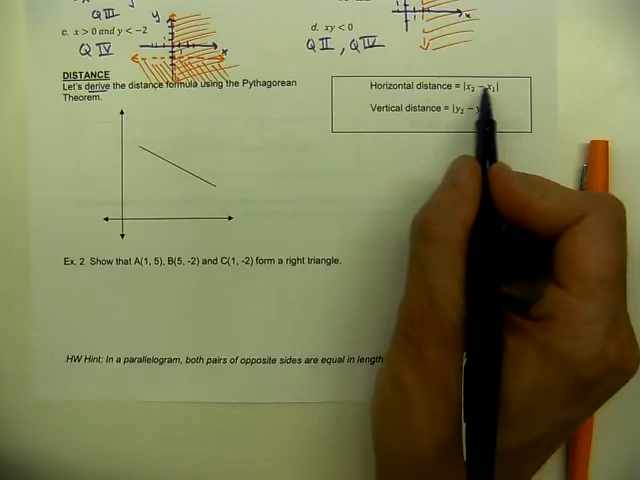 Q III
y
c. x > 0 and y < −2
x
Q IV
d. xy < 0
x
Q II , Q IV
DISTANCE
Let's derive the distance formula using the Pythagorean
Theorem.
Horizontal distance = |x₂ − x₁|
Vertical distance = |y₂ − y
Ex. 2 Show that A(1, 5), B(5, -2) and C(1, -2) form a right triangle.
HW Hint: In a parallelogram, both pairs of opposite sides are equal in length